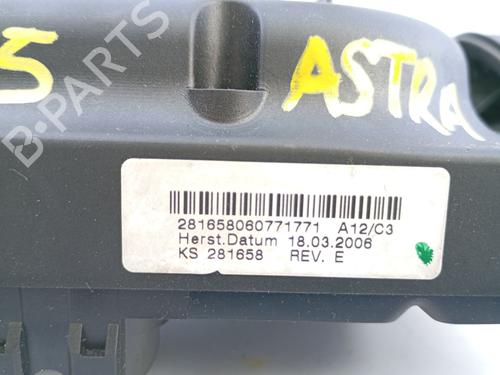 5 ASTRA
281658060771771 A12/C3
Herst.Datum 18.03.2006
KS 281658 REV. E
B-PARTS